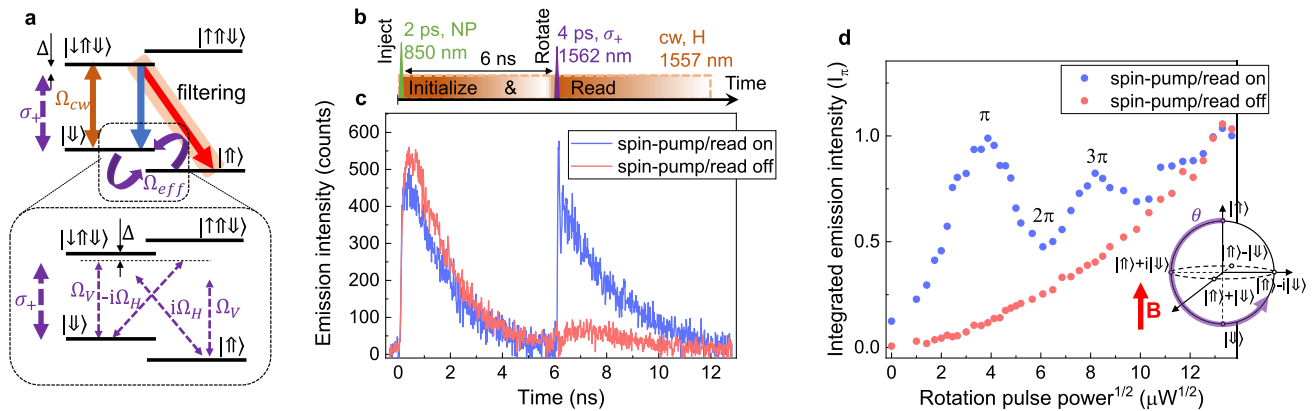 a
Δ
|↓⇑⇓⟩
|↑⇑⇓⟩
filtering
σ+
Ωcw
|⇓⟩
|⇑⟩
Ωeff
|↓⇑⇓⟩
Δ
|↑⇑⇓⟩
σ+
ΩV
-iΩH
iΩH
ΩV
|⇓⟩
|⇑⟩
b
Inject
2 ps, NP
850 nm
6 ns
Rotate
4 ps, σ+
1562 nm
cw, H
1557 nm
Initialize & Read
Time
c
Emission intensity (counts)
600
500
400
300
200
100
0
spin-pump/read on
spin-pump/read off
0 2 4 6 8 10 12
Time (ns)
d
Integrated emission intensity (Iπ)
1.0
0.5
0.0
spin-pump/read on
spin-pump/read off
π
2π
3π
θ
|⇑⟩
|⇑⟩-|⇓⟩
|⇑⟩+i|⇓⟩
|⇑⟩+|⇓⟩
|⇑⟩-i|⇓⟩
|⇓⟩
B
0 2 4 6 8 10 12 14
Rotation pulse power1/2 (μW1/2)